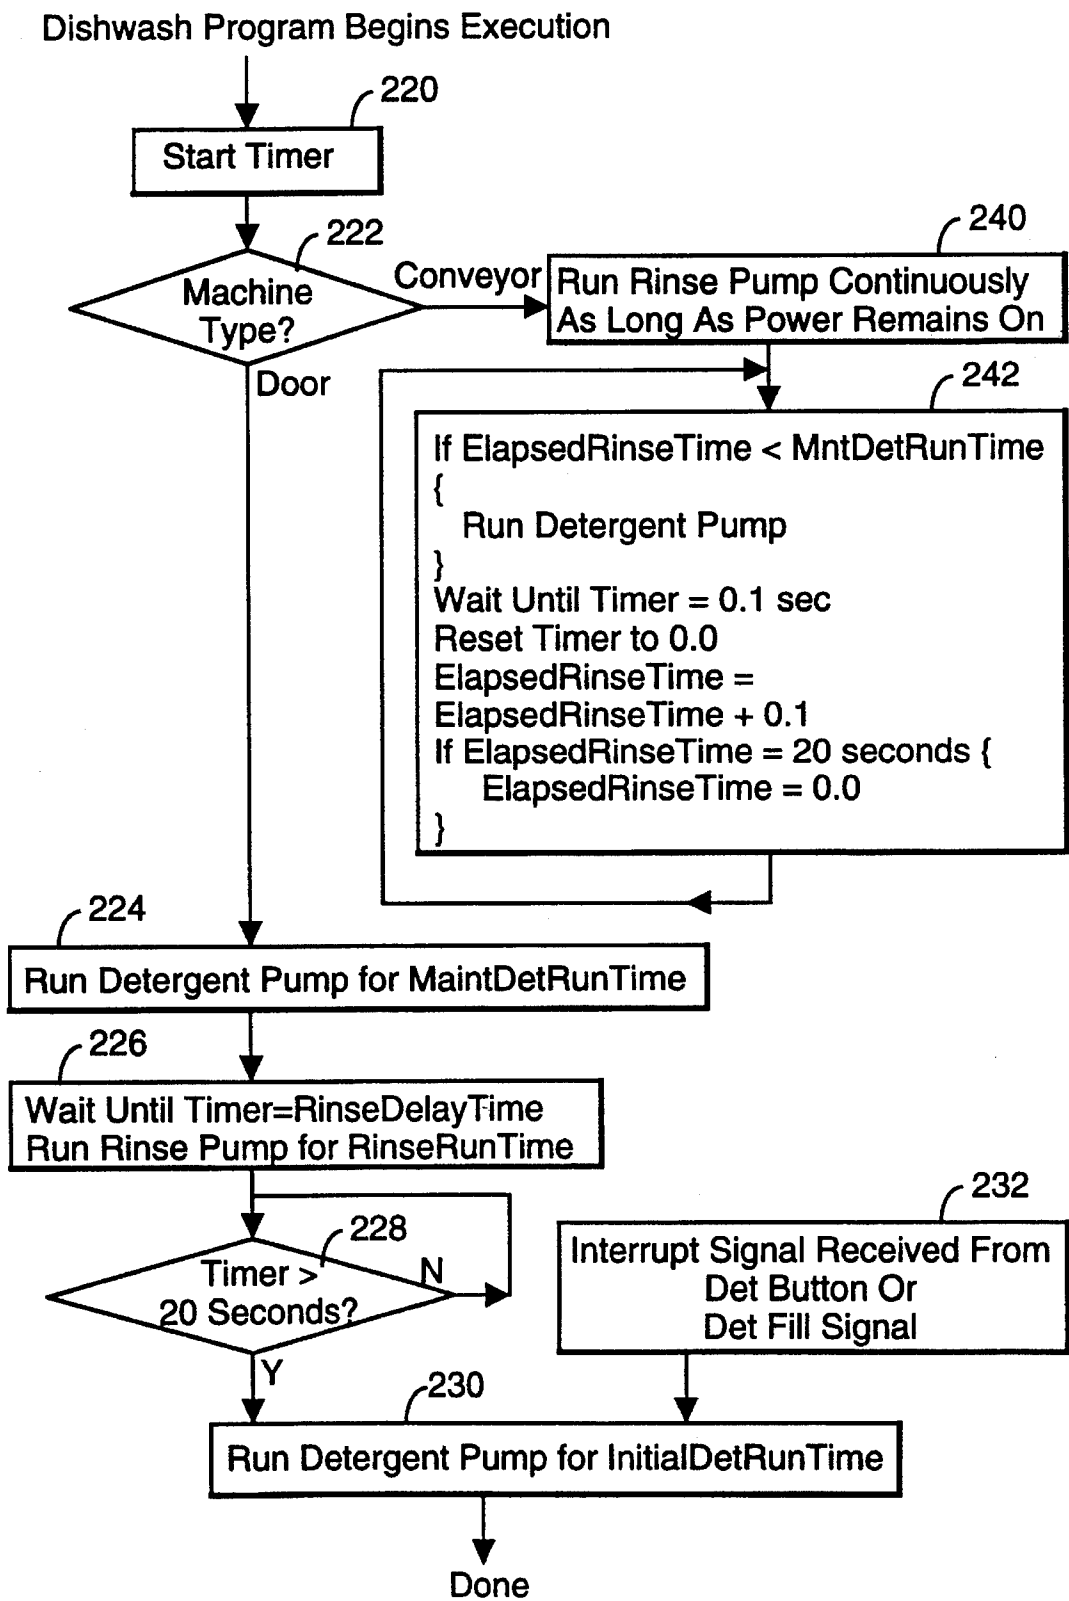 Dishwash Program Begins Execution
220
Start Timer
222
Machine
Type?
Conveyor
Door
240
Run Rinse Pump Continuously
As Long As Power Remains On
242
If ElapsedRinseTime < MntDetRunTime
{
Run Detergent Pump
}
Wait Until Timer = 0.1 sec
Reset Timer to 0.0
ElapsedRinseTime =
ElapsedRinseTime + 0.1
If ElapsedRinseTime = 20 seconds {
ElapsedRinseTime = 0.0
}
224
Run Detergent Pump for MaintDetRunTime
226
Wait Until Timer=RinseDelayTime
Run Rinse Pump for RinseRunTime
228
Timer >
20 Seconds?
N
Y
232
Interrupt Signal Received From
Det Button Or
Det Fill Signal
230
Run Detergent Pump for InitialDetRunTime
Done